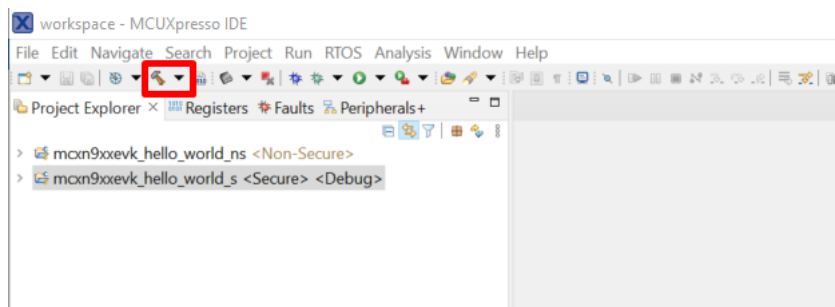 workspace - MCUXpresso IDE
File Edit Navigate Search Project Run RTOS Analysis Window Help
Project Explorer × Registers Faults Peripherals+
mcxn9xxevk_hello_world_ns <Non-Secure>
mcxn9xxevk_hello_world_s <Secure> <Debug>